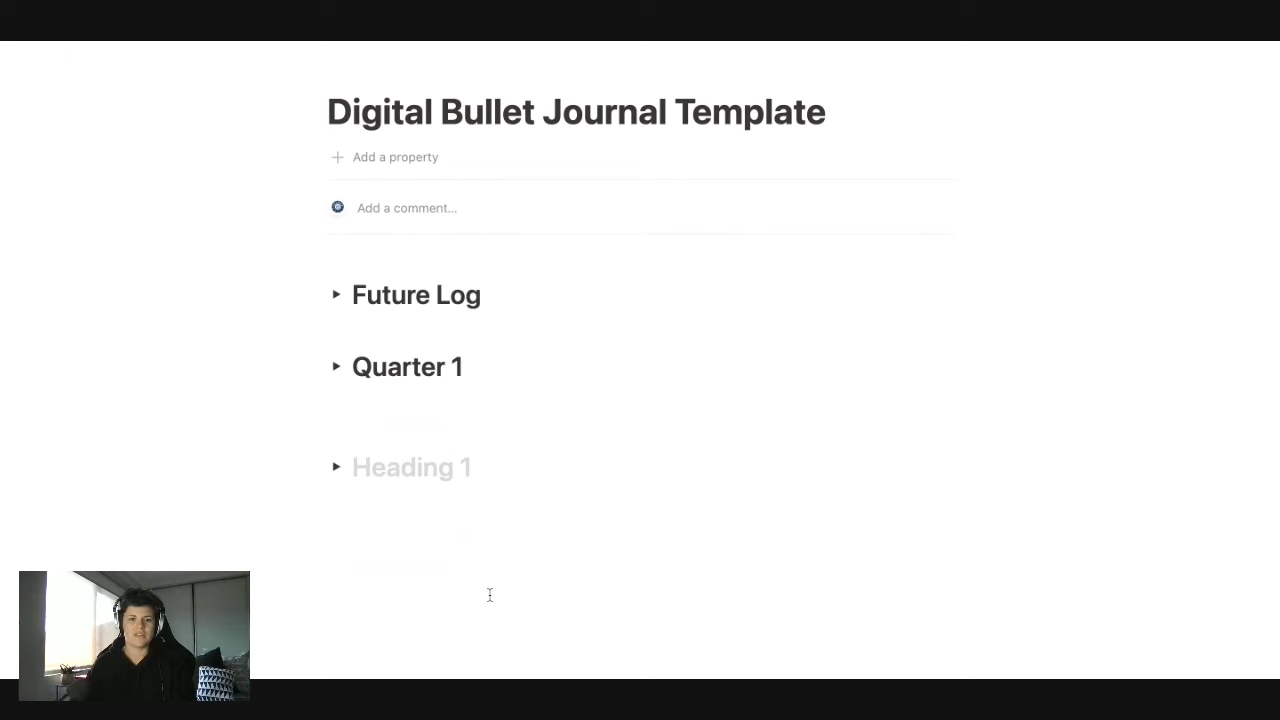 Digital Bullet Journal Template
Add a property
Add a comment...
Future Log
Quarter 1
Heading 1